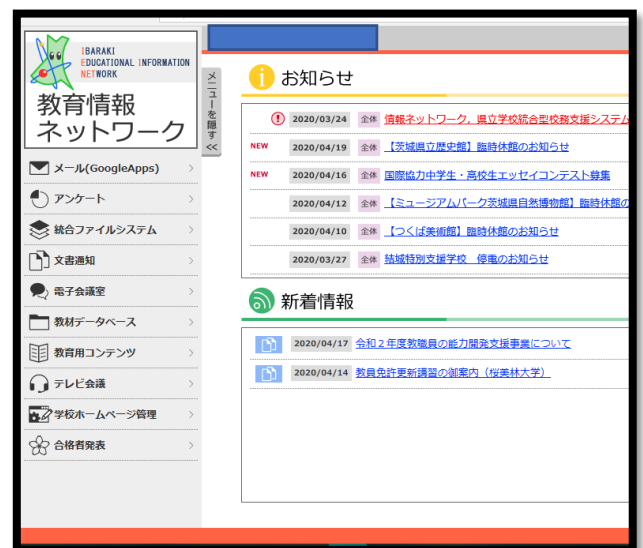 IBARAKI
EDUCATIONAL INFORMATION
NETWORK
教育情報
ネットワーク
メール(GoogleApps)
アンケート
統合ファイルシステム
文書通知
電子会議室
教材データベース
教育用コンテンツ
テレビ会議
学校ホームページ管理
合格者発表
メニューを隠す <<
お知らせ
2020/03/24 全体 情報ネットワーク，県立学校統合型校務支援システム
NEW 2020/04/19 全体 【茨城県立歴史館】臨時休館のお知らせ
NEW 2020/04/16 全体 国際協力中学生・高校生エッセイコンテスト募集
2020/04/12 全体 【ミュージアムパーク茨城県自然博物館】臨時休館の
2020/04/10 全体 【つくば美術館】臨時休館のお知らせ
2020/03/27 全体 結城特別支援学校 停電のお知らせ
新着情報
2020/04/17 令和２年度教職員の能力開発支援事業について
2020/04/14 教員免許更新講習の御案内（桜美林大学）